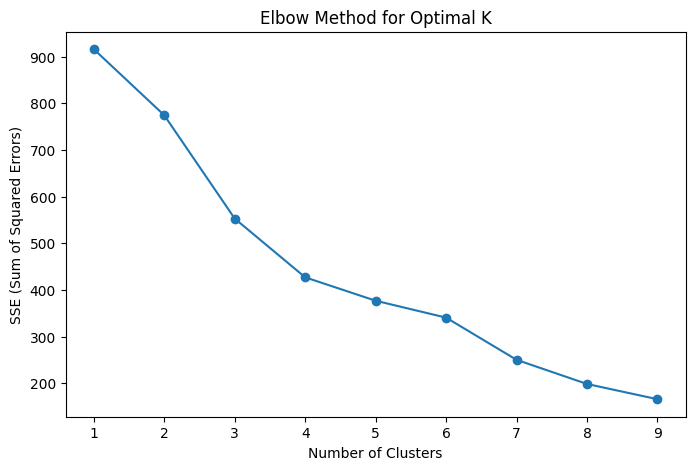 Elbow Method for Optimal K
900
800
700
600
500
400
300
200
SSE (Sum of Squared Errors)
1 2 3 4 5 6 7 8 9
Number of Clusters